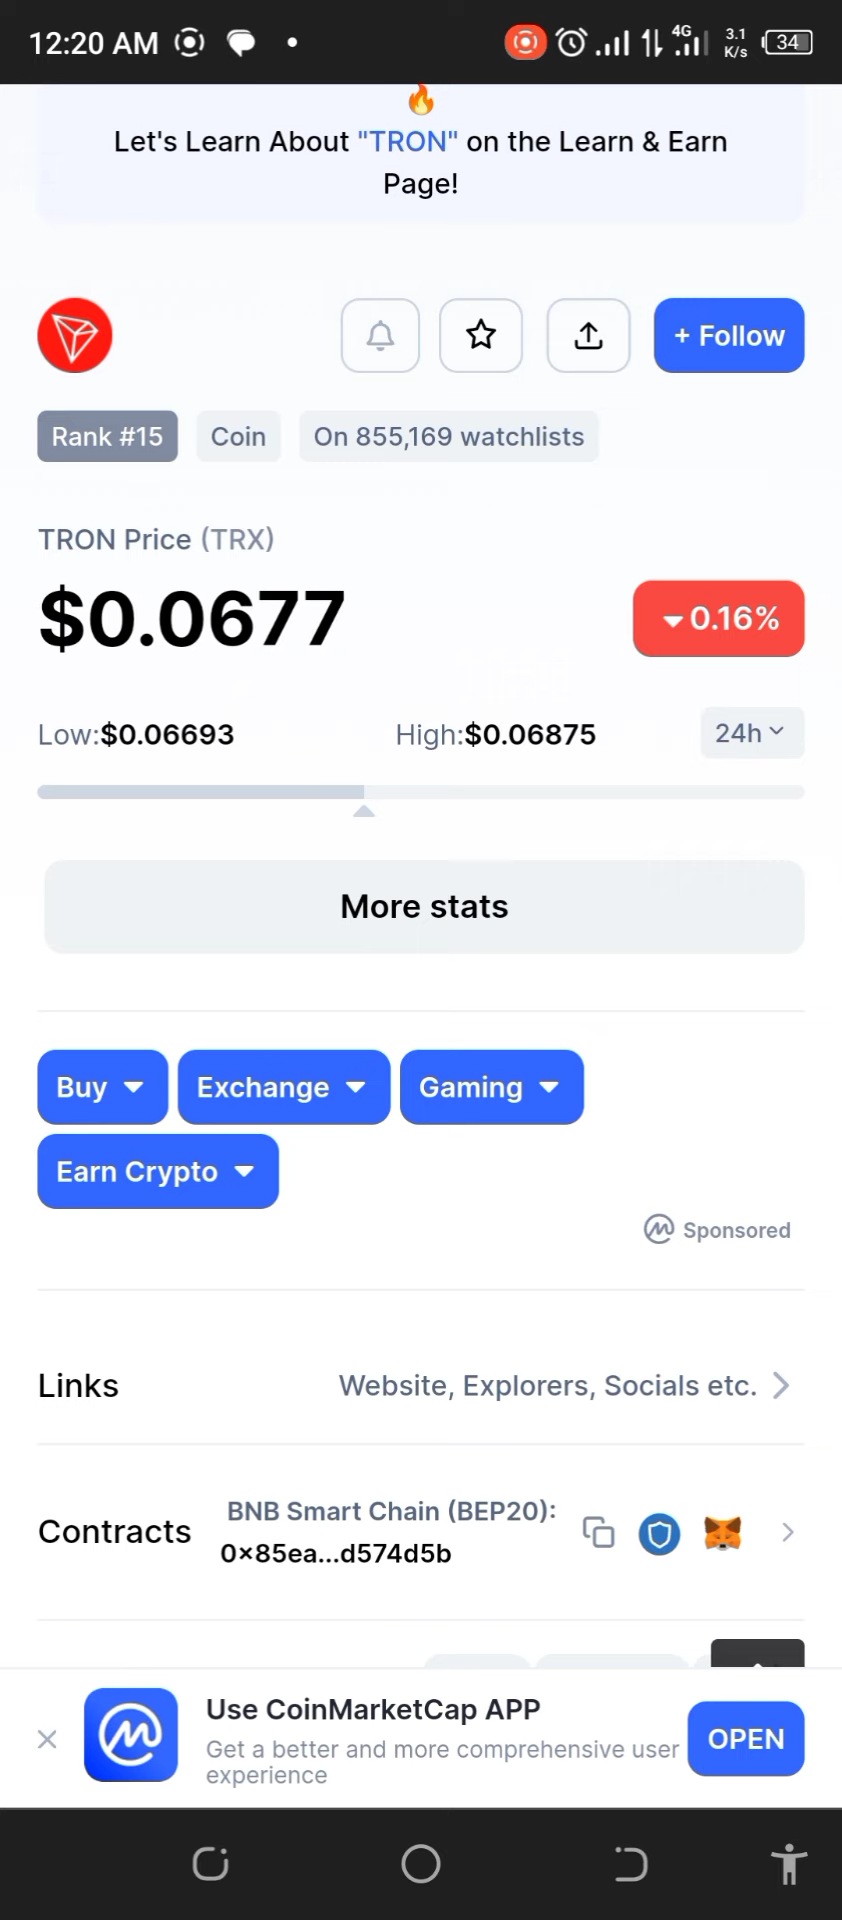 12:20 AM
4G
3.1
K/s
34
Let's Learn About "TRON" on the Learn & Earn
Page!
+ Follow
Rank #15
Coin
On 855,169 watchlists
TRON Price (TRX)
$0.0677
0.16%
Low:$0.06693
High:$0.06875
24h
More stats
Buy
Exchange
Gaming
Earn Crypto
Sponsored
Links
Website, Explorers, Socials etc.
Contracts
BNB Smart Chain (BEP20):
0x85ea...d574d5b
Use CoinMarketCap APP
Get a better and more comprehensive user
experience
OPEN